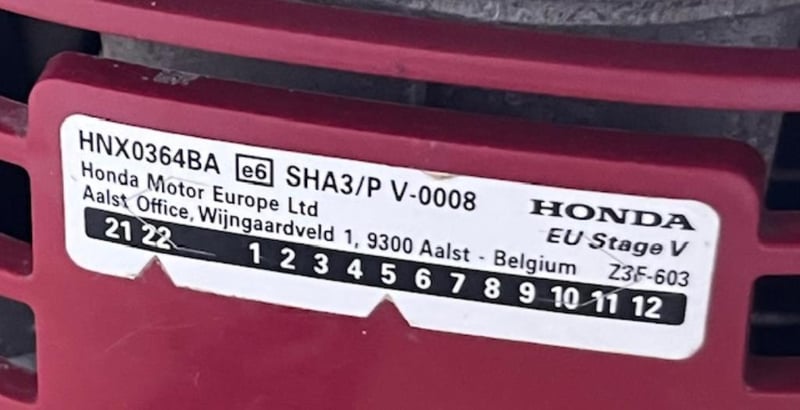 HNX0364BA e6 SHA3/P V-0008
HONDA
Honda Motor Europe Ltd
EU Stage V
Aalst Office, Wijngaardveld 1, 9300 Aalst - Belgium Z3F-603
21 22 1 2 3 4 5 6 7 8 9 10 11 12